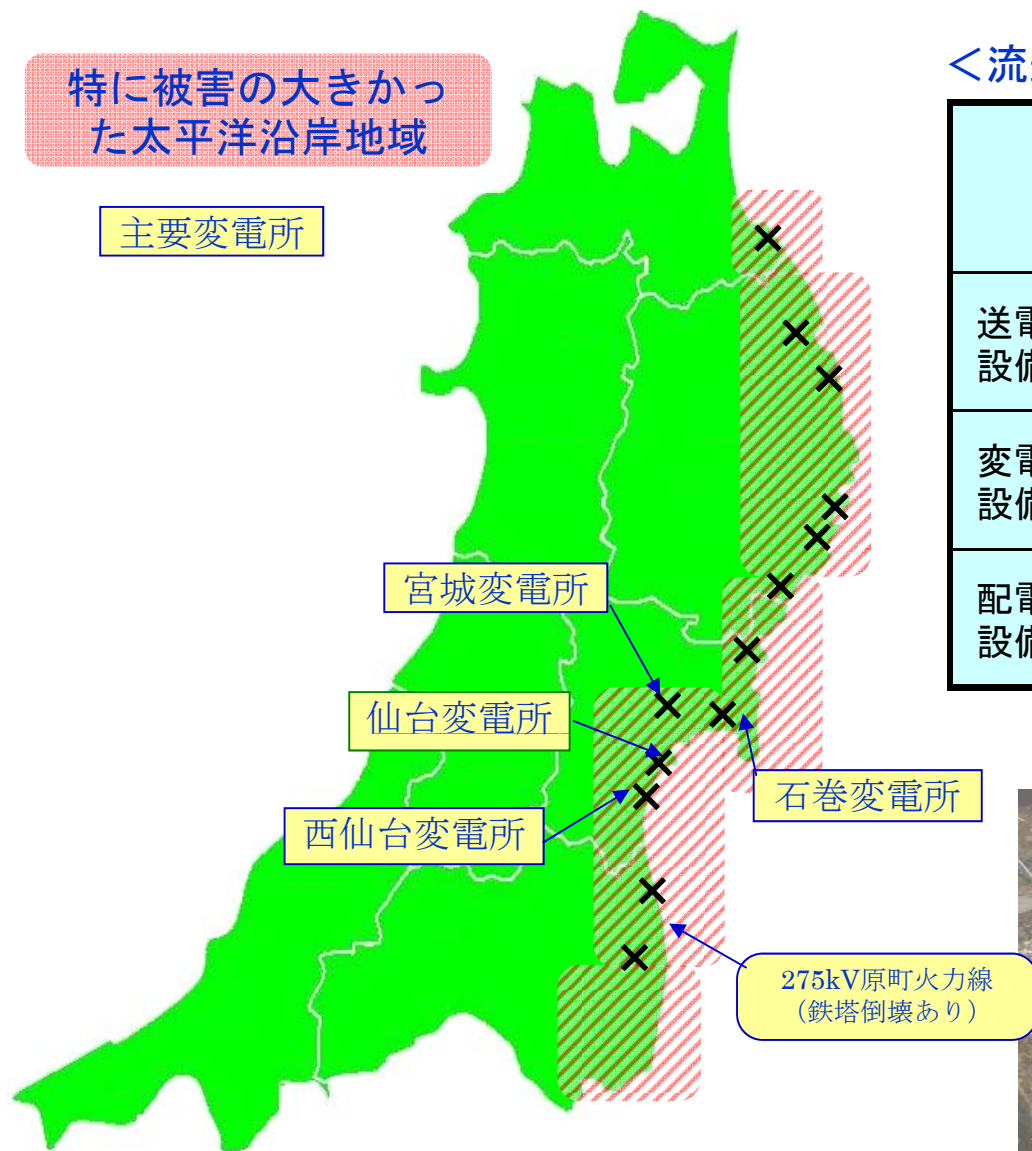 特に被害の大きかっ
た太平洋沿岸地域
主要変電所
宮城変電所
仙台変電所
西仙台変電所
石巻変電所
275kV原町火力線
（鉄塔倒壊あり）
＜流
送電
設備
変電
設備
配電
設備